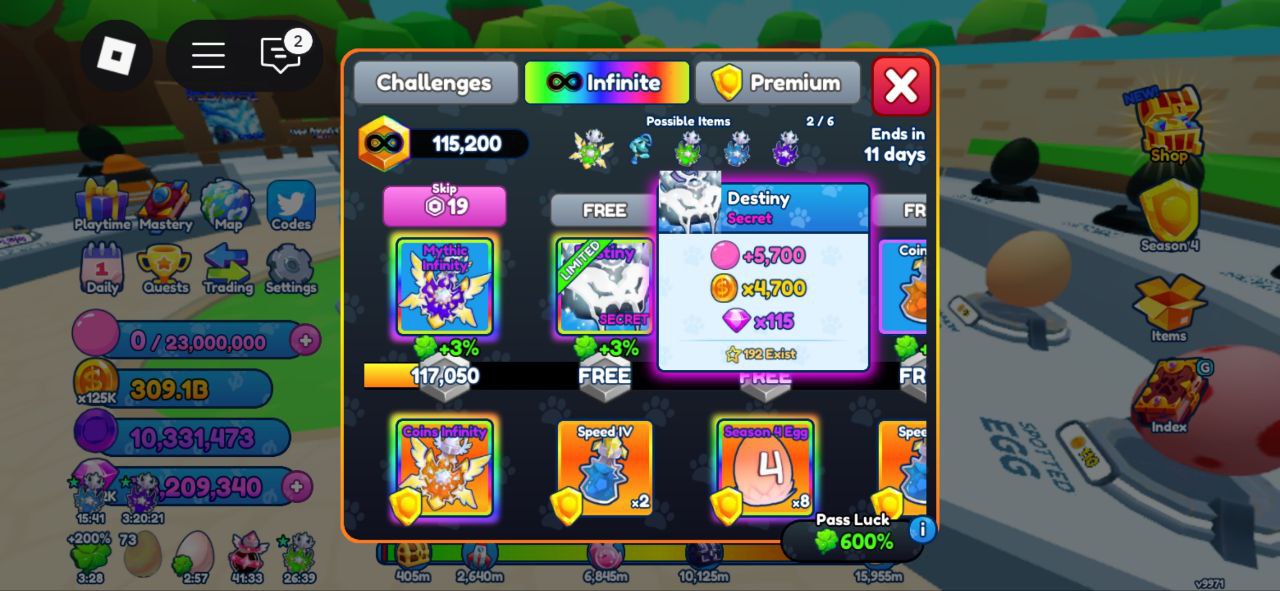 2
Challenges
Infinite
Premium
115,200
Possible Items
2 / 6
Ends in
11 days
Skip
19
FREE
Destiny
Secret
FR
Mythic
Infinity
LIMITED
SECRET
+5,700
x4,700
x115
192 Exist
Coin
+3%
+3%
117,050
FREE
FREE
FR
Coins Infinity
Speed IV
x2
Season 4 Egg
4
x8
Spee
Pass Luck
600%
i
NEW!
Shop
Season 4
Items
G
Index
SPOTTED
EGG
Playtime
Mastery
Map
Codes
1
Daily
Quests
Trading
Settings
0 / 23,000,000
x125K
309.1B
10,331,473
209,340
15:41
3:20:21
+200%
73
3:28
2:57
41:33
26:39
405m
2,640m
6,845m
10,125m
15,955m
v9971